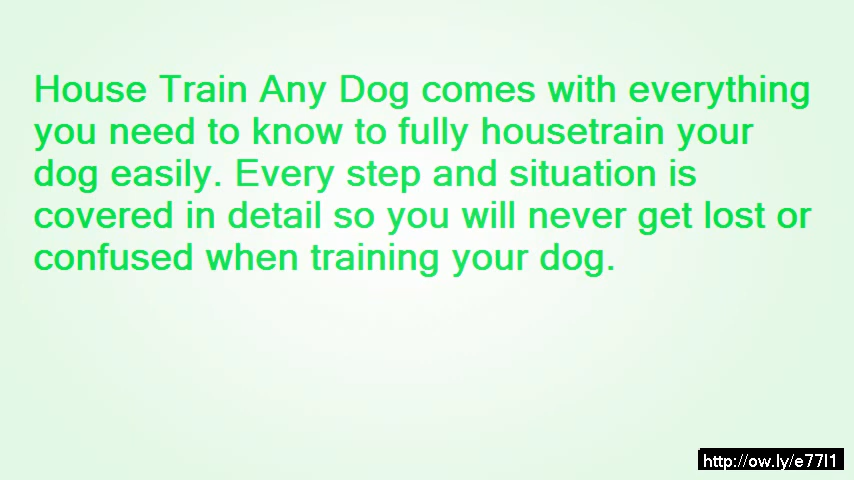 House Train Any Dog comes with everything
you need to know to fully housetrain your
dog easily. Every step and situation is
covered in detail so you will never get lost or
confused when training your dog.
http://ow.ly/e77l1